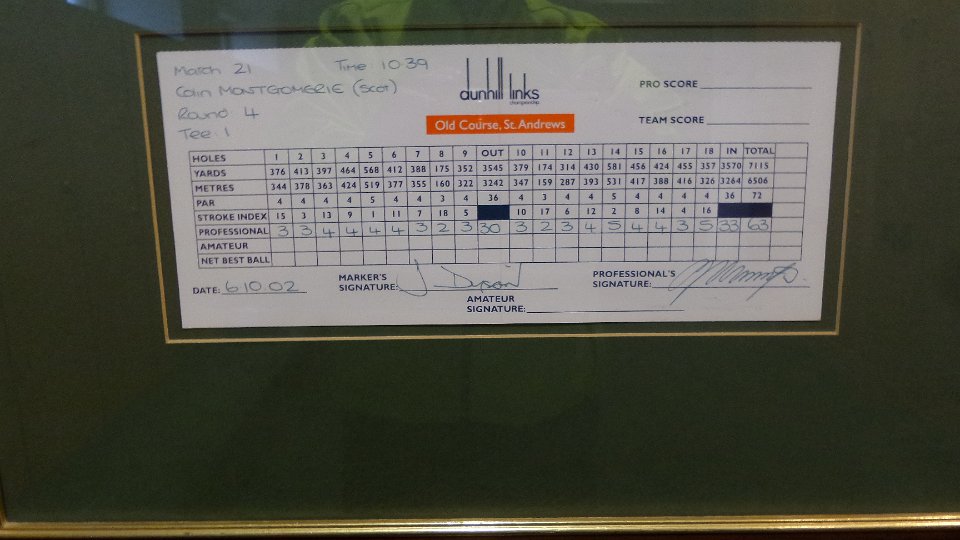 Match 21 Time 10.39
Colin MONTGOMERIE (SCOT)
Round 4
Tee 1
dunhill links
championship
Old Course, St. Andrews
PRO SCORE
TEAM SCORE
HOLES 1 2 3 4 5 6 7 8 9 OUT 10 11 12 13 14 15 16 17 18 IN TOTAL
YARDS 376 413 397 464 568 412 388 175 352 3545 379 174 314 430 581 456 424 455 357 3570 7115
METRES 344 378 363 424 519 377 355 160 322 3242 347 159 287 393 531 417 388 416 326 3264 6506
PAR 4 4 4 4 5 4 4 3 4 36 4 3 4 4 5 4 4 4 4 36 72
STROKE INDEX 15 3 13 9 1 11 7 18 5 10 17 6 12 2 8 14 4 16
PROFESSIONAL 3 3 4 4 4 4 3 2 3 30 3 2 3 4 5 4 4 3 5 33 63
AMATEUR
NET BEST BALL
DATE: 6.10.02
MARKER'S
SIGNATURE: J Dyson
AMATEUR
SIGNATURE:
PROFESSIONAL'S
SIGNATURE: